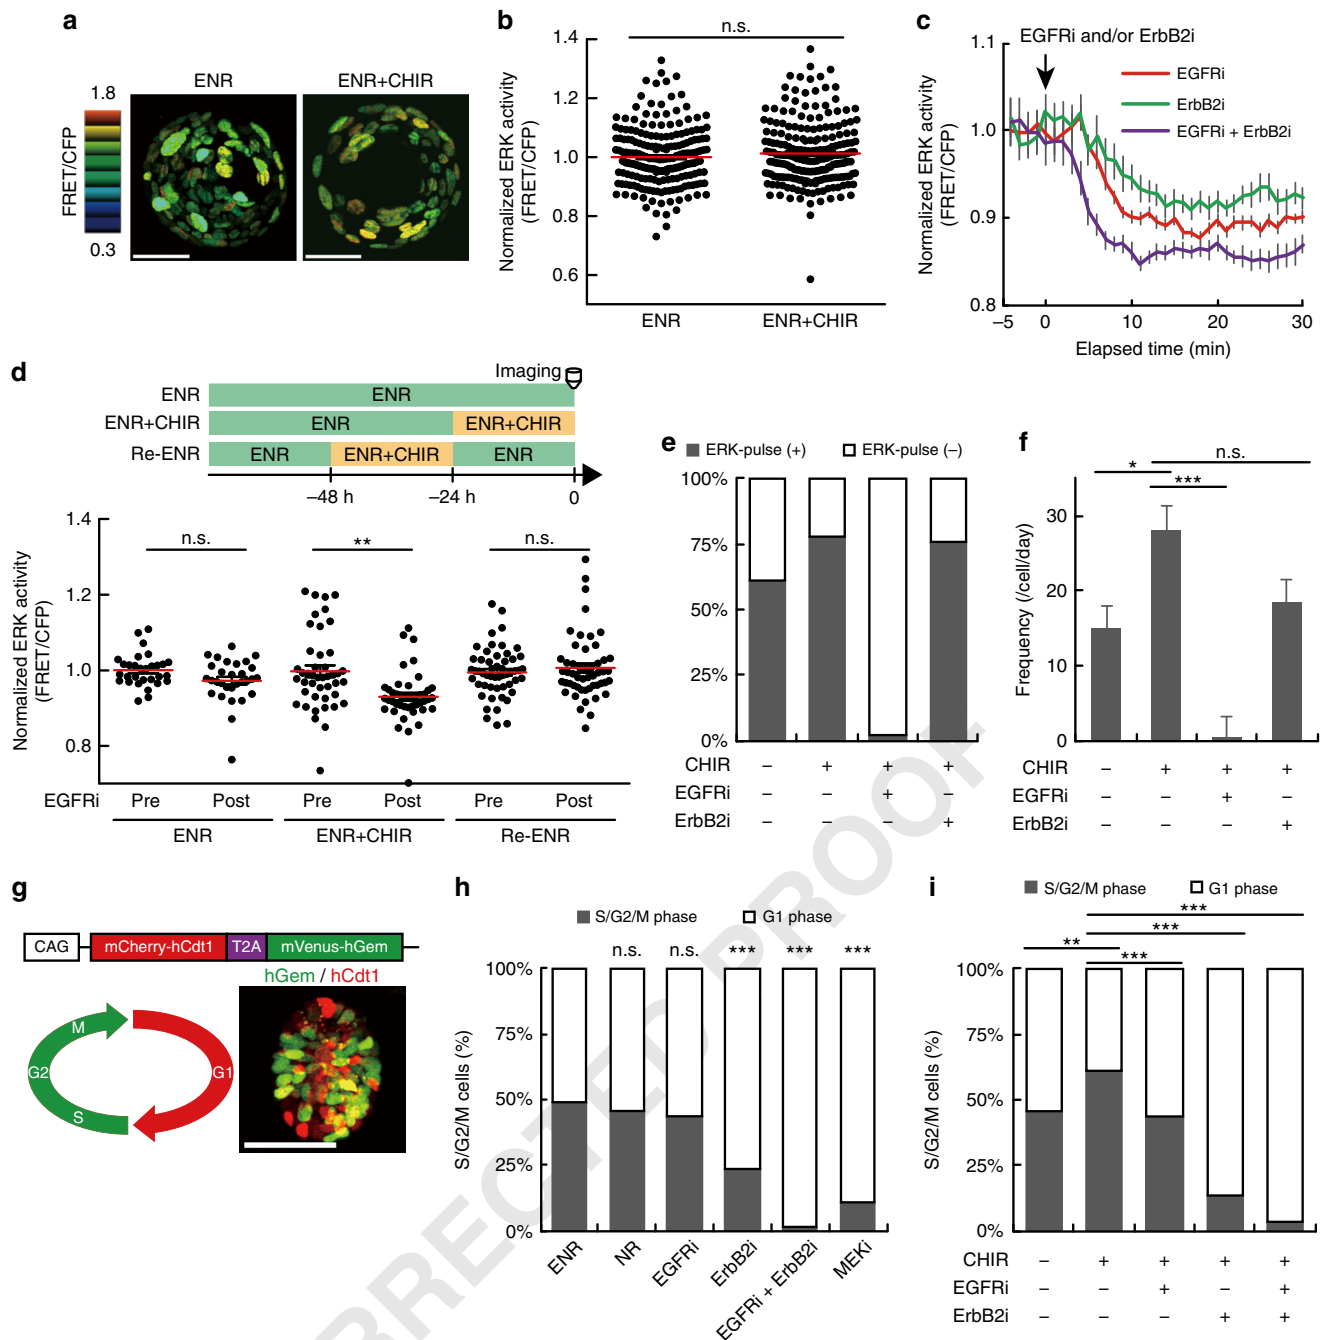 a
ENR
ENR+CHIR
1.8
FRET/CFP
0.3
b
n.s.
1.4
1.2
1.0
0.8
0.6
Normalized ERK activity
(FRET/CFP)
ENR
ENR+CHIR
c
EGFRi and/or ErbB2i
1.1
1.0
0.9
0.8
EGFRi
ErbB2i
EGFRi + ErbB2i
Normalized ERK activity
(FRET/CFP)
–5
0
10
20
30
Elapsed time (min)
d
Imaging
ENR
ENR
ENR+CHIR
ENR
ENR+CHIR
Re-ENR
ENR
ENR+CHIR
ENR
–48 h
–24 h
0
1.4
1.2
1.0
0.8
Normalized ERK activity
(FRET/CFP)
n.s.
**
n.s.
EGFRi
Pre
Post
Pre
Post
Pre
Post
ENR
ENR+CHIR
Re-ENR
e
ERK-pulse (+)
ERK-pulse (–)
100%
75%
50%
25%
0%
CHIR – + + +
EGFRi – – + –
ErbB2i – – – +
f
n.s.
*
***
30
20
10
0
Frequency (/cell/day)
CHIR – + + +
EGFRi – – + –
ErbB2i – – – +
g
CAG
mCherry-hCdt1
T2A
mVenus-hGem
hGem / hCdt1
M
G2
S
G1
h
S/G2/M phase
G1 phase
n.s.
n.s.
***
***
***
100%
75%
50%
25%
0%
S/G2/M cells (%)
ENR
NR
EGFRi
ErbB2i
EGFRi + ErbB2i
MEKi
i
S/G2/M phase
G1 phase
***
***
**
***
100%
75%
50%
25%
0%
S/G2/M cells (%)
CHIR – + + + +
EGFRi – – + – +
ErbB2i – – – + +
RRECTED PROOF